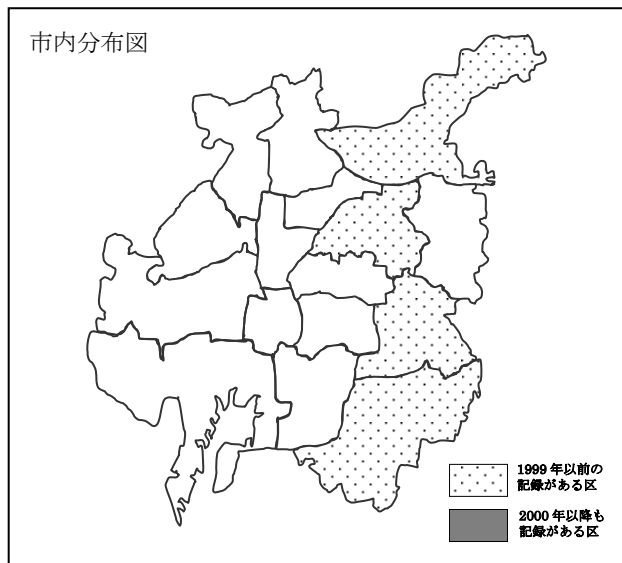 市内分布図
1999 年以前の
記録がある区
2000 年以降も
記録がある区